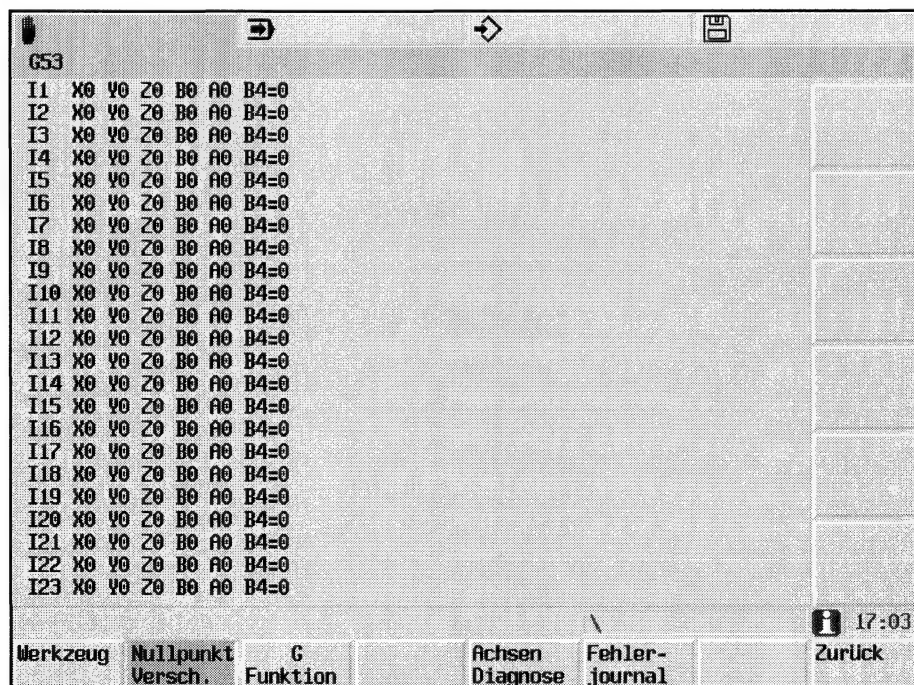 G53
I1 X0 Y0 Z0 B0 A0 B4=0
I2 X0 Y0 Z0 B0 A0 B4=0
I3 X0 Y0 Z0 B0 A0 B4=0
I4 X0 Y0 Z0 B0 A0 B4=0
I5 X0 Y0 Z0 B0 A0 B4=0
I6 X0 Y0 Z0 B0 A0 B4=0
I7 X0 Y0 Z0 B0 A0 B4=0
I8 X0 Y0 Z0 B0 A0 B4=0
I9 X0 Y0 Z0 B0 A0 B4=0
I10 X0 Y0 Z0 B0 A0 B4=0
I11 X0 Y0 Z0 B0 A0 B4=0
I12 X0 Y0 Z0 B0 A0 B4=0
I13 X0 Y0 Z0 B0 A0 B4=0
I14 X0 Y0 Z0 B0 A0 B4=0
I15 X0 Y0 Z0 B0 A0 B4=0
I16 X0 Y0 Z0 B0 A0 B4=0
I17 X0 Y0 Z0 B0 A0 B4=0
I18 X0 Y0 Z0 B0 A0 B4=0
I19 X0 Y0 Z0 B0 A0 B4=0
I20 X0 Y0 Z0 B0 A0 B4=0
I21 X0 Y0 Z0 B0 A0 B4=0
I22 X0 Y0 Z0 B0 A0 B4=0
I23 X0 Y0 Z0 B0 A0 B4=0
\
i 17:03
Werkzeug
Nullpunkt
Versch.
G
Funktion
Achsen
Diagnose
Fehler-
journal
Zurück